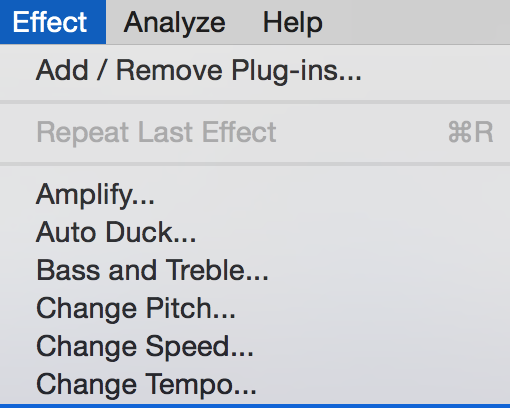 Effect Analyze Help
Add / Remove Plug-ins...
Repeat Last Effect ⌘R
Amplify...
Auto Duck...
Bass and Treble...
Change Pitch...
Change Speed...
Change Tempo...